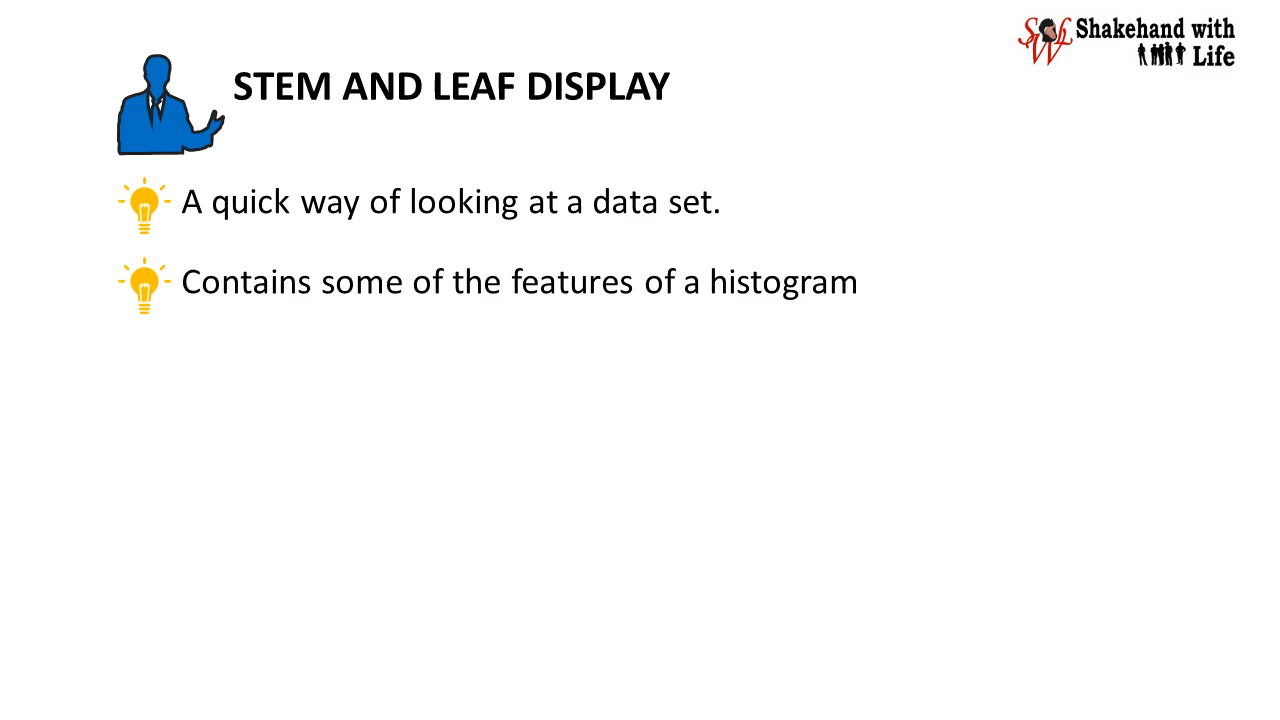 SWL Shakehand with
Life
STEM AND LEAF DISPLAY
A quick way of looking at a data set.
Contains some of the features of a histogram